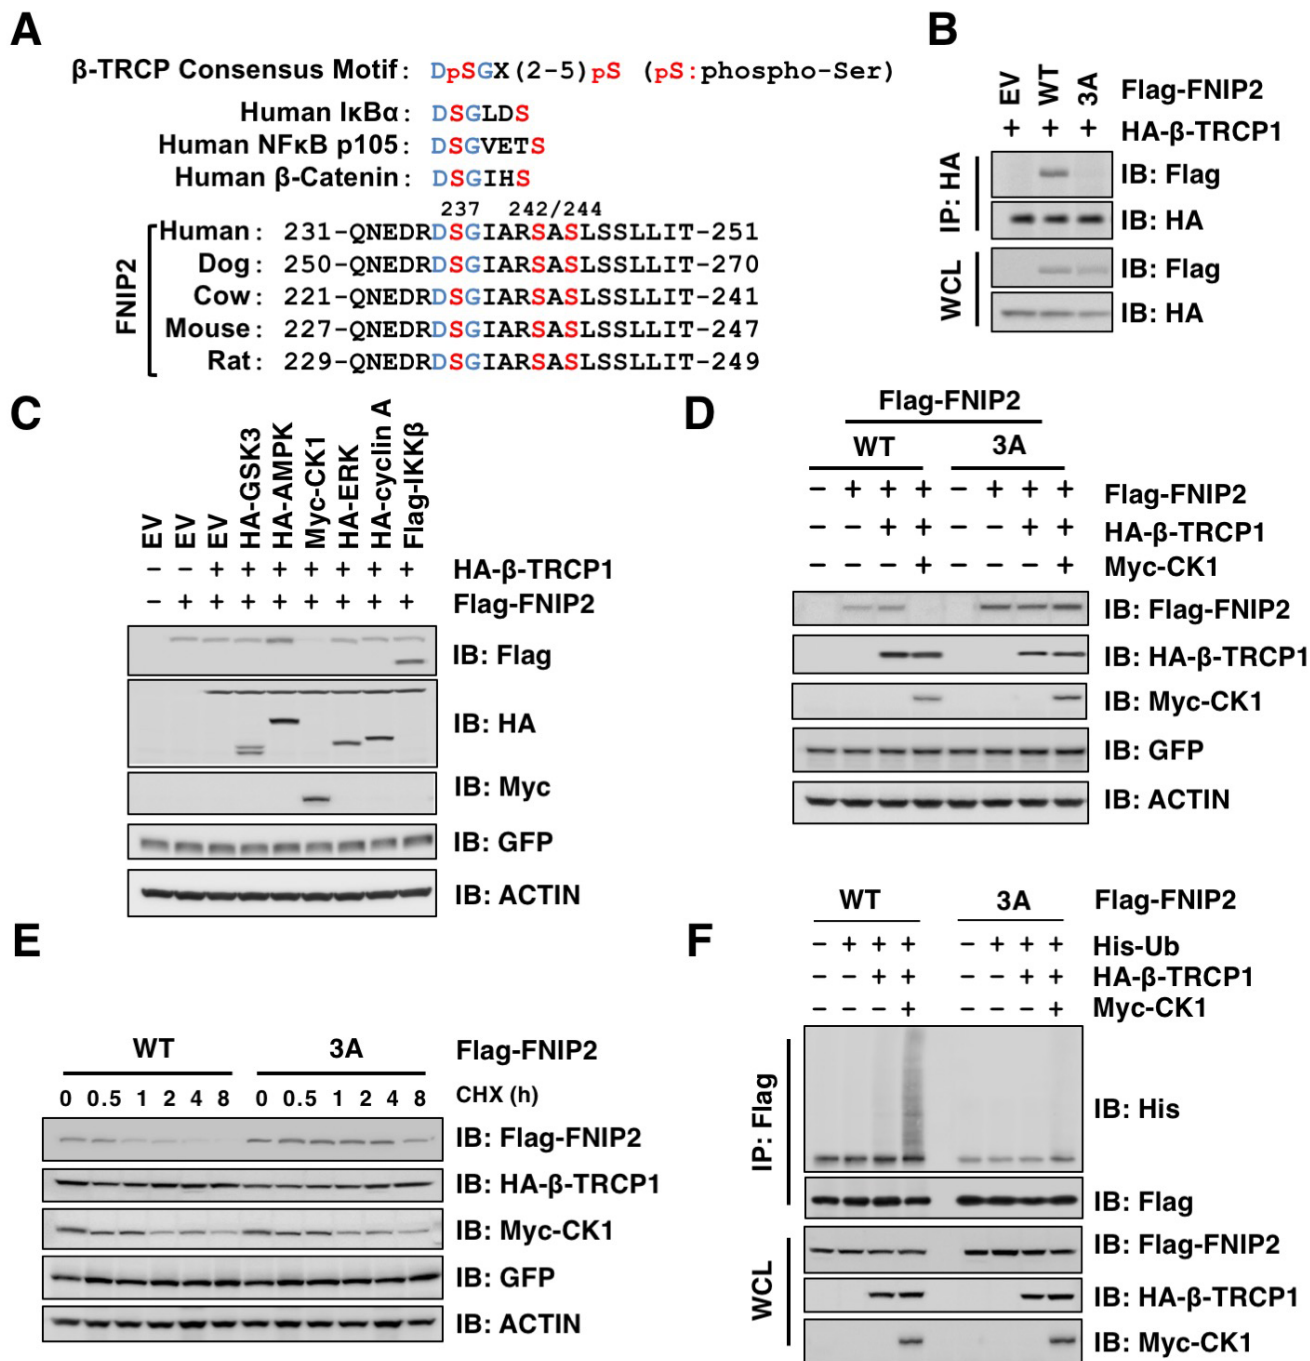 A
β-TRCP Consensus Motif: DpSGX(2-5)pS (pS:phospho-Ser)
Human IκBα: DSGLDS
Human NFκB p105: DSGVETS
Human β-Catenin: DSGIHS
237 242/244
FNIP2
Human: 231-QNEDRDSGIARSASLSSLLIT-251
Dog: 250-QNEDRDSGIARSASLSSLLIT-270
Cow: 221-QNEDRDSGIARSASLSSLLIT-241
Mouse: 227-QNEDRDSGIARSASLSSLLIT-247
Rat: 229-QNEDRDSGIARSASLSSLLIT-249
B
EV WT 3A Flag-FNIP2
+ + + HA-β-TRCP1
IP: HA
IB: Flag
IB: HA
WCL
IB: Flag
IB: HA
C
EV EV EV HA-GSK3 HA-AMPK Myc-CK1 HA-ERK HA-cyclin A Flag-IKKβ
– – + + + + + + + HA-β-TRCP1
– + + + + + + + + Flag-FNIP2
IB: Flag
IB: HA
IB: Myc
IB: GFP
IB: ACTIN
D
Flag-FNIP2
WT 3A
– + + + – + + + Flag-FNIP2
– – + + – – + + HA-β-TRCP1
– – – + – – – + Myc-CK1
IB: Flag-FNIP2
IB: HA-β-TRCP1
IB: Myc-CK1
IB: GFP
IB: ACTIN
E
WT 3A Flag-FNIP2
0 0.5 1 2 4 8 0 0.5 1 2 4 8 CHX (h)
IB: Flag-FNIP2
IB: HA-β-TRCP1
IB: Myc-CK1
IB: GFP
IB: ACTIN
F
WT 3A Flag-FNIP2
– + + + – + + + His-Ub
– – + + – – + + HA-β-TRCP1
– – – + – – – + Myc-CK1
IP: Flag
IB: His
IB: Flag
WCL
IB: Flag-FNIP2
IB: HA-β-TRCP1
IB: Myc-CK1